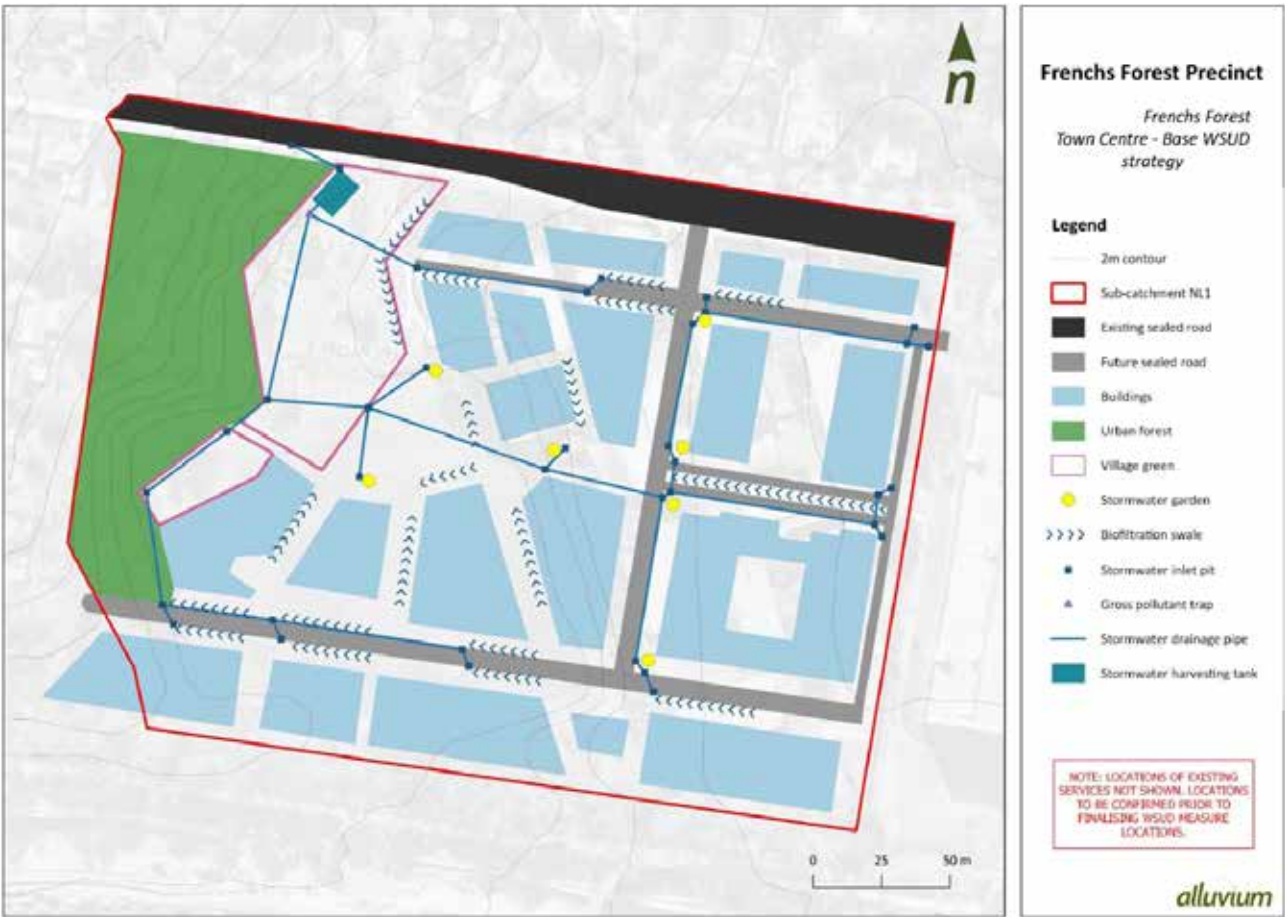 n
Frenchs Forest Precinct
Frenchs Forest
Town Centre - Base WSUD
strategy
Legend
2m contour
Sub-catchment NL1
Existing sealed road
Future sealed road
Buildings
Urban forest
Village green
Stormwater garden
Biofiltration swale
Stormwater inlet pit
Gross pollutant trap
Stormwater drainage pipe
Stormwater harvesting tank
NOTE: LOCATIONS OF EXISTING
SERVICES NOT SHOWN. LOCATIONS
TO BE CONFIRMED PRIOR TO
FINALISING WSUD MEASURE
LOCATIONS.
0 25 50 m
alluvium